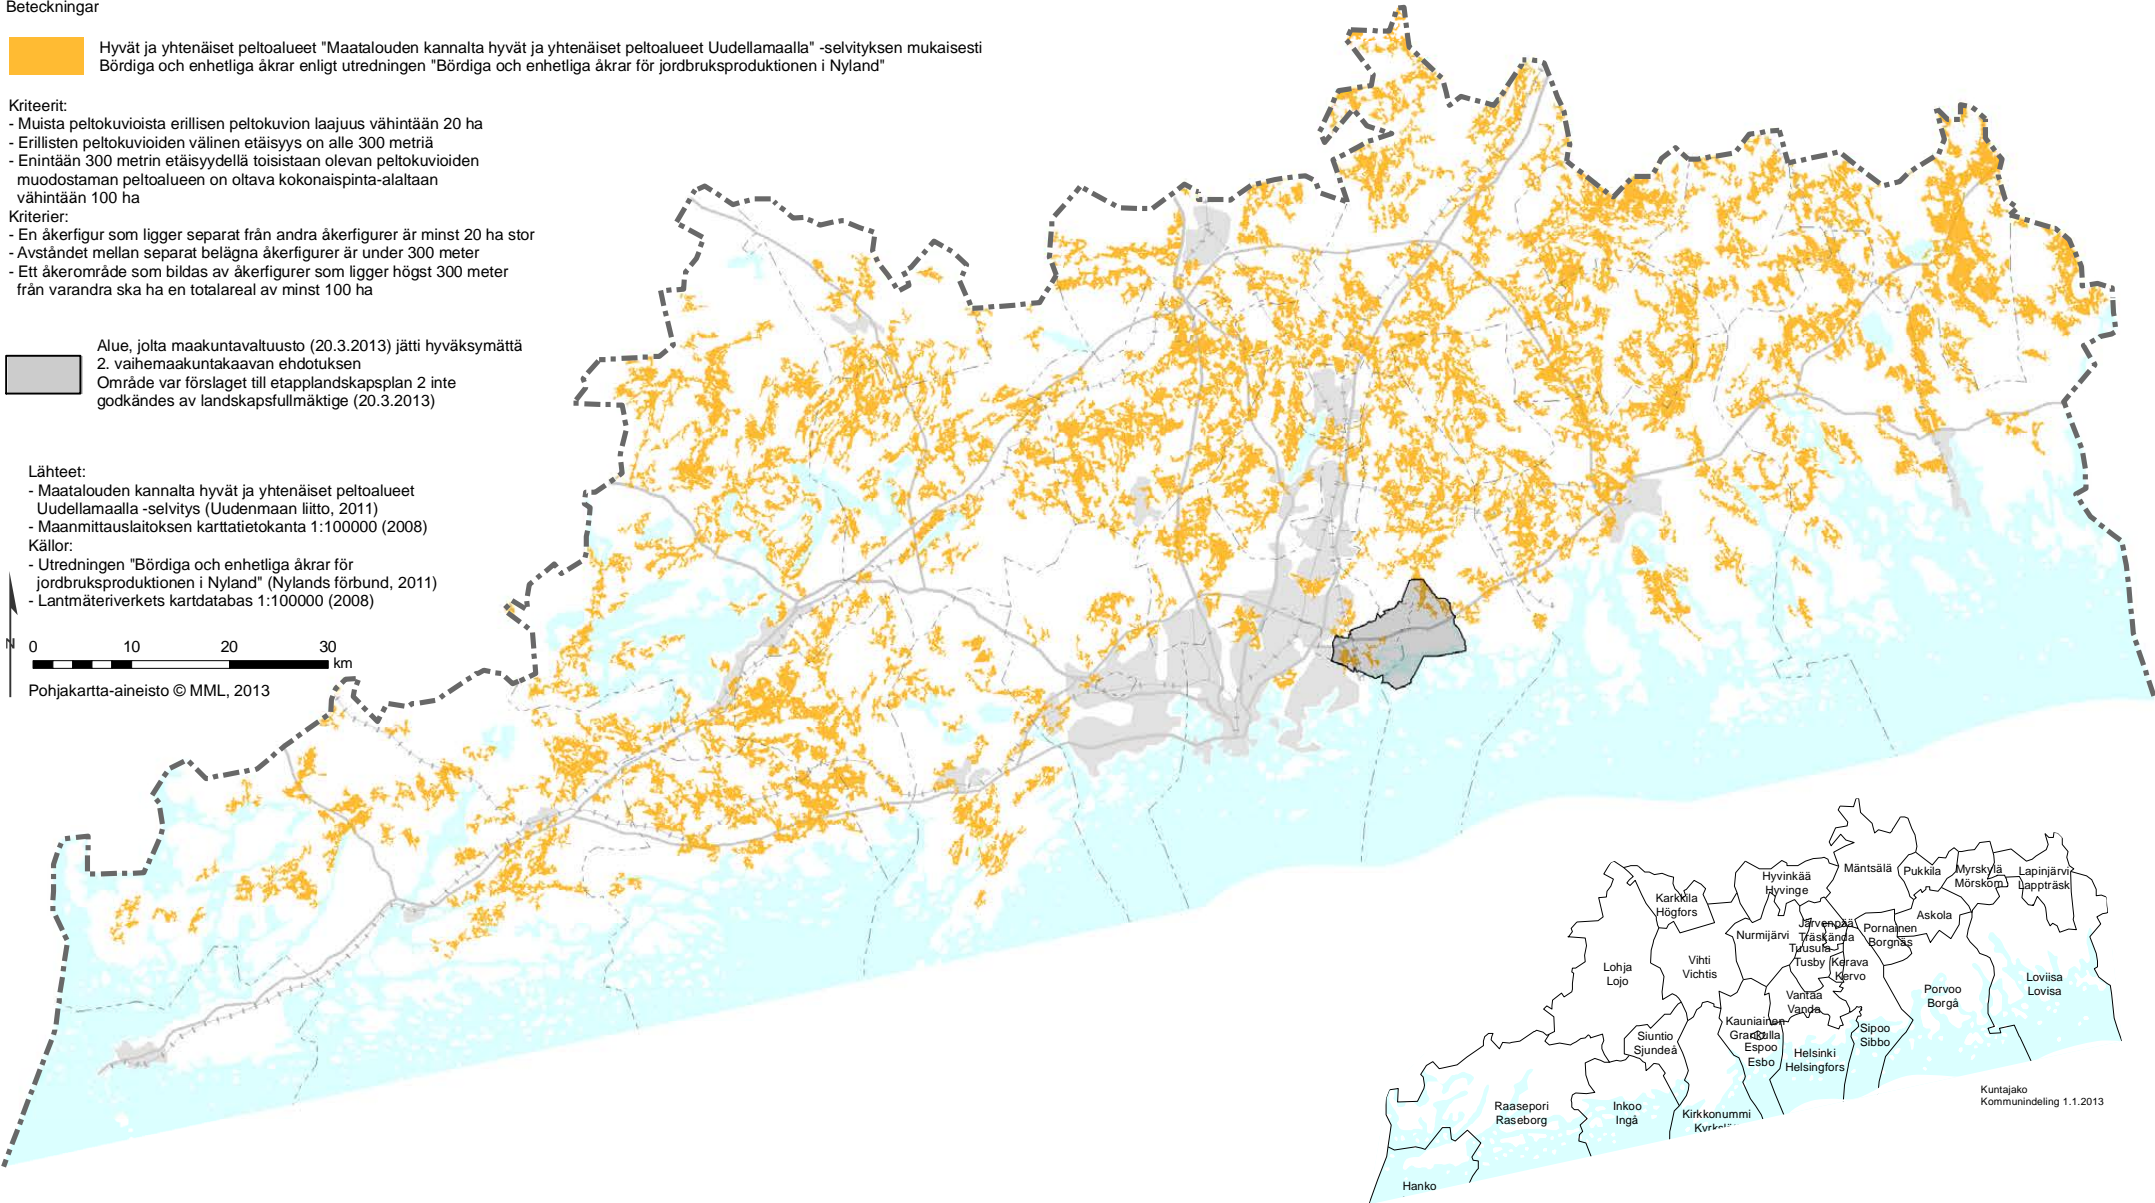 Beteckningar
Hyvät ja yhtenäiset peltoalueet "Maatalouden kannalta hyvät ja yhtenäiset peltoalueet Uudellamaalla" -selvityksen mukaisesti
Bördiga och enhetliga åkrar enligt utredningen "Bördiga och enhetliga åkrar för jordbruksproduktionen i Nyland"
Kriteerit:
- Muista peltokuvioista erillisen peltokuvion laajuus vähintään 20 ha
- Erillisten peltokuvioiden välinen etäisyys on alle 300 metriä
- Enintään 300 metrin etäisyydellä toisistaan olevan peltokuvioiden
muodostaman peltoalueen on oltava kokonaispinta-alaltaan
vähintään 100 ha
Kriterier:
- En åkerfigur som ligger separat från andra åkerfigurer är minst 20 ha stor
- Avståndet mellan separat belägna åkerfigurer är under 300 meter
- Ett åkerområde som bildas av åkerfigurer som ligger högst 300 meter
från varandra ska ha en totalareal av minst 100 ha
Alue, jolta maakuntavaltuusto (20.3.2013) jätti hyväksymättä
2. vaihemaakuntakaavan ehdotuksen
Område var förslaget till etapplandskapsplan 2 inte
godkändes av landskapsfullmäktige (20.3.2013)
Lähteet:
- Maatalouden kannalta hyvät ja yhtenäiset peltoalueet
Uudellamaalla -selvitys (Uudenmaan liitto, 2011)
- Maanmittauslaitoksen karttatietokanta 1:100000 (2008)
Källor:
- Utredningen "Bördiga och enhetliga åkrar för
jordbruksproduktionen i Nyland" (Nylands förbund, 2011)
- Lantmäteriverkets kartdatabas 1:100000 (2008)
N
0 10 20 30
km
Pohjakartta-aineisto © MML, 2013
Mäntsälä
Pukkila
Myrskylä
Mörskom
Lapinjärvi
Lappträsk
Hyvinkää
Hyvinge
Karkkila
Högfors
Askola
Järvenpää
Träskända
Pornainen
Borgnäs
Nurmijärvi
Tuusula
Tusby
Kerava
Kervo
Vihti
Vichtis
Lohja
Lojo
Loviisa
Lovisa
Porvoo
Borgå
Vantaa
Vanda
Kauniainen
Grankulla
Espoo
Esbo
Sipoo
Sibbo
Siuntio
Sjundeå
Helsinki
Helsingfors
Raasepori
Raseborg
Inkoo
Ingå
Kirkkonummi
Hanko
Kuntajako
Kommunindeling 1.1.2013